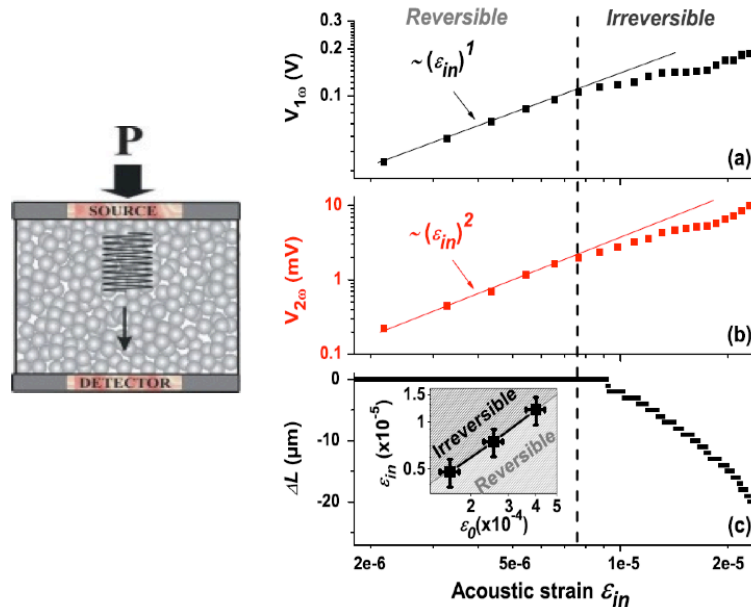 P
SOURCE
DETECTOR
Reversible
Irreversible
0.3
0.2
0.1
V1ω (V)
~(εin)1
(a)
10
1
0.1
V2ω (mV)
~(εin)2
(b)
0
-10
-20
ΔL (µm)
1.5
1
0.5
εin (x10-5)
Irreversible
Reversible
2
3
4
5
ε0(x10-4)
(c)
2e-6
5e-6
1e-5
2e-5
Acoustic strain εin